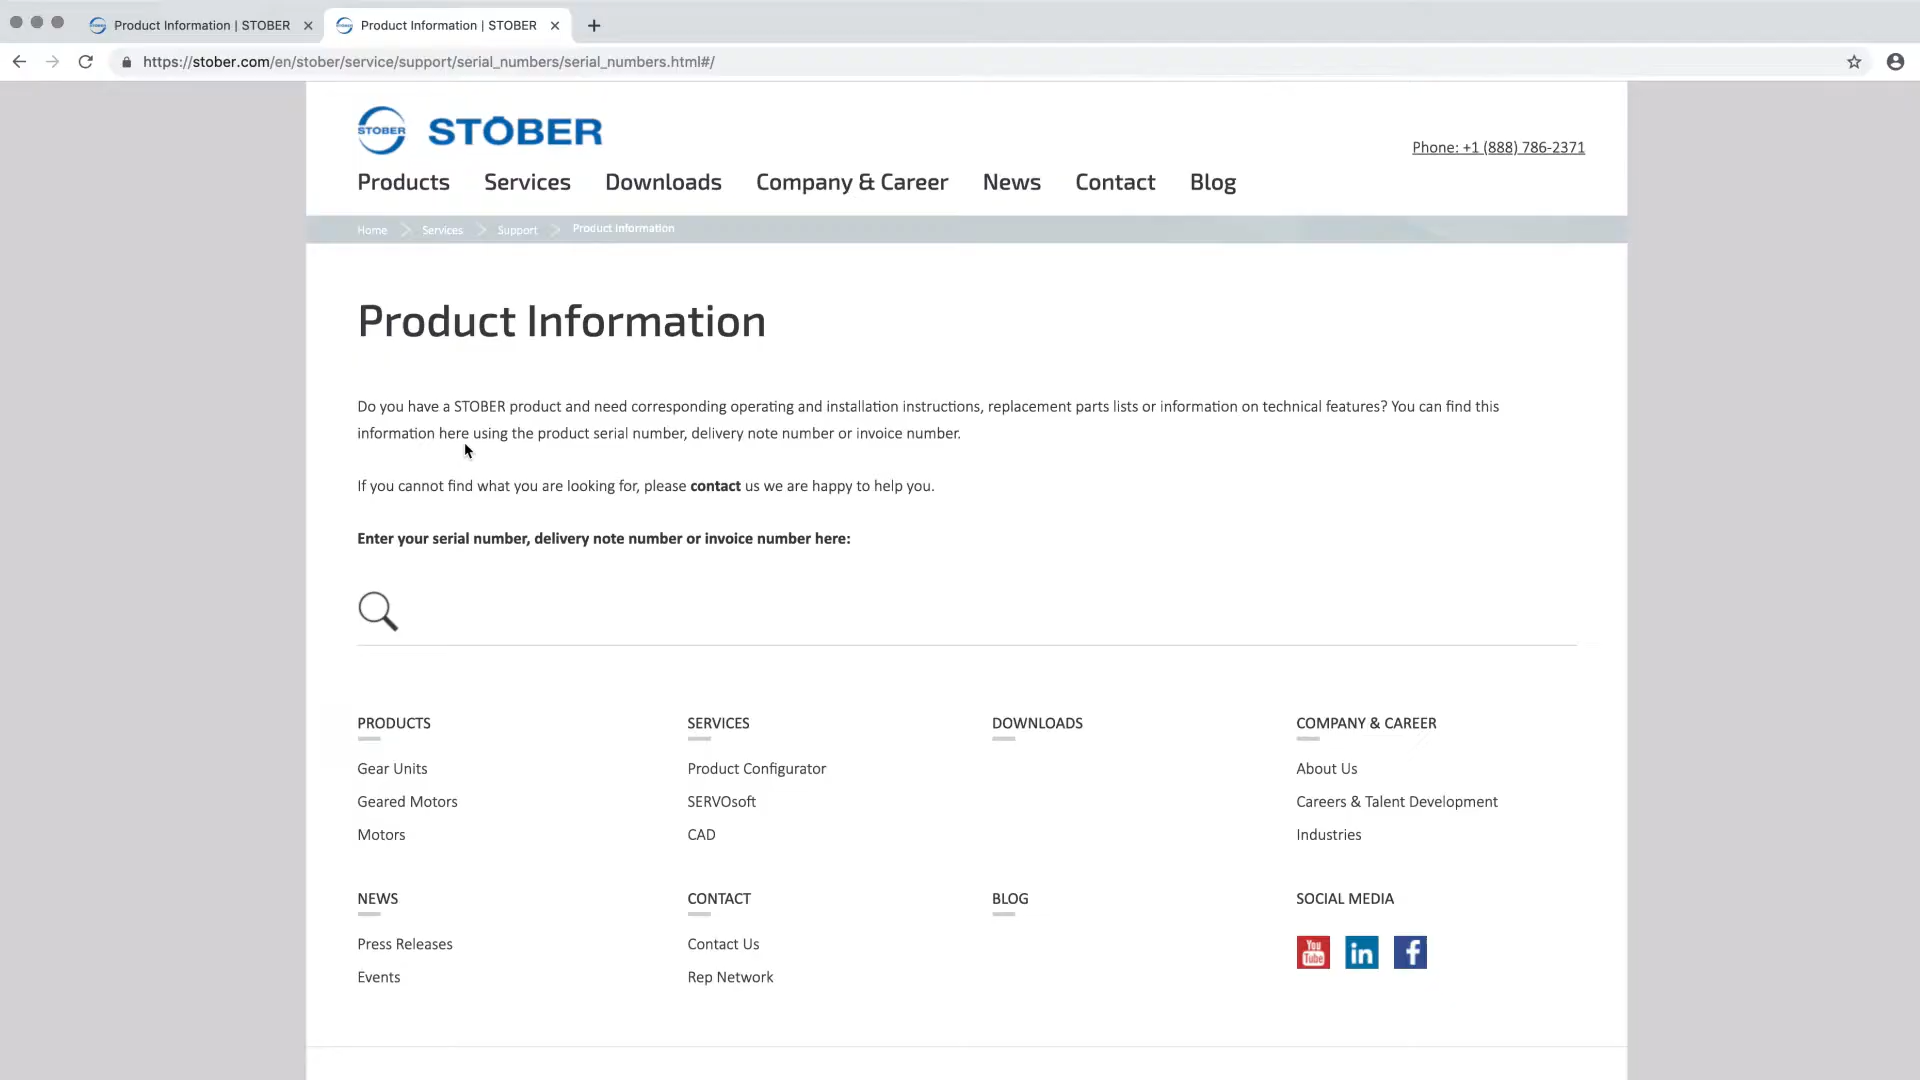 Product Information | STOBER
Product Information | STOBER
https://stober.com/en/stober/service/support/serial_numbers/serial_numbers.html#/
STOBER STOBER
Phone: +1 (888) 786-2371
Products Services Downloads Company & Career News Contact Blog
Home Services Support Product Information
Product Information
Do you have a STOBER product and need corresponding operating and installation instructions, replacement parts lists or information on technical features? You can find this
information here using the product serial number, delivery note number or invoice number.
If you cannot find what you are looking for, please contact us we are happy to help you.
Enter your serial number, delivery note number or invoice number here:
PRODUCTS SERVICES DOWNLOADS COMPANY & CAREER
Gear Units Product Configurator About Us
Geared Motors SERVOsoft Careers & Talent Development
Motors CAD Industries
NEWS CONTACT BLOG SOCIAL MEDIA
Press Releases Contact Us You Tube in f
Events Rep Network